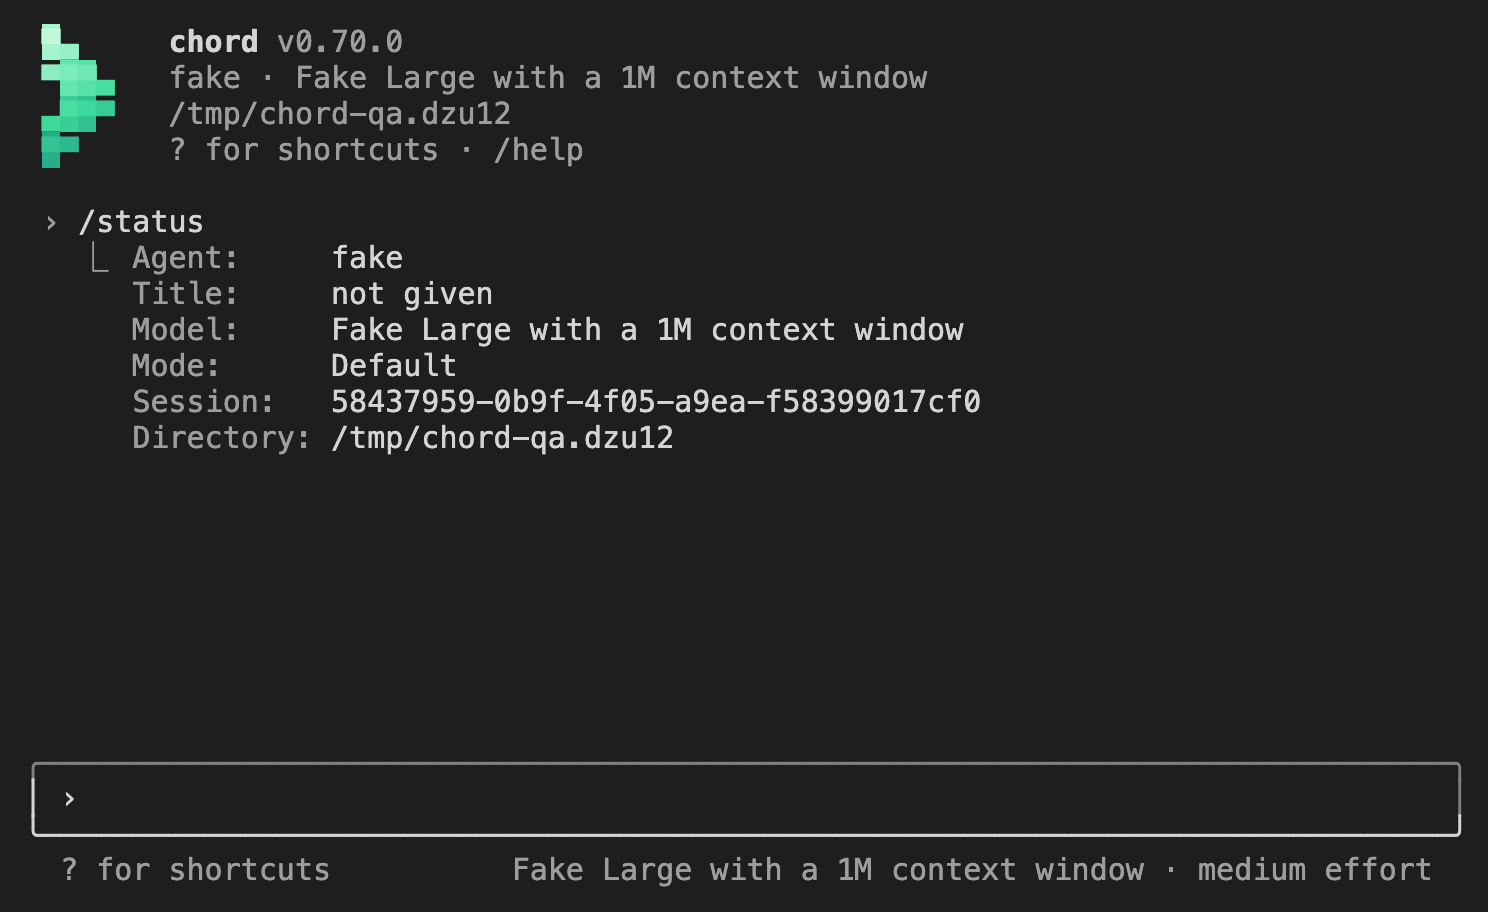 chord v0.70.0
fake · Fake Large with a 1M context window
/tmp/chord-qa.dzu12
? for shortcuts · /help
› /status
Agent: fake
Title: not given
Model: Fake Large with a 1M context window
Mode: Default
Session: 58437959-0b9f-4f05-a9ea-f58399017cf0
Directory: /tmp/chord-qa.dzu12
›
? for shortcuts Fake Large with a 1M context window · medium effort